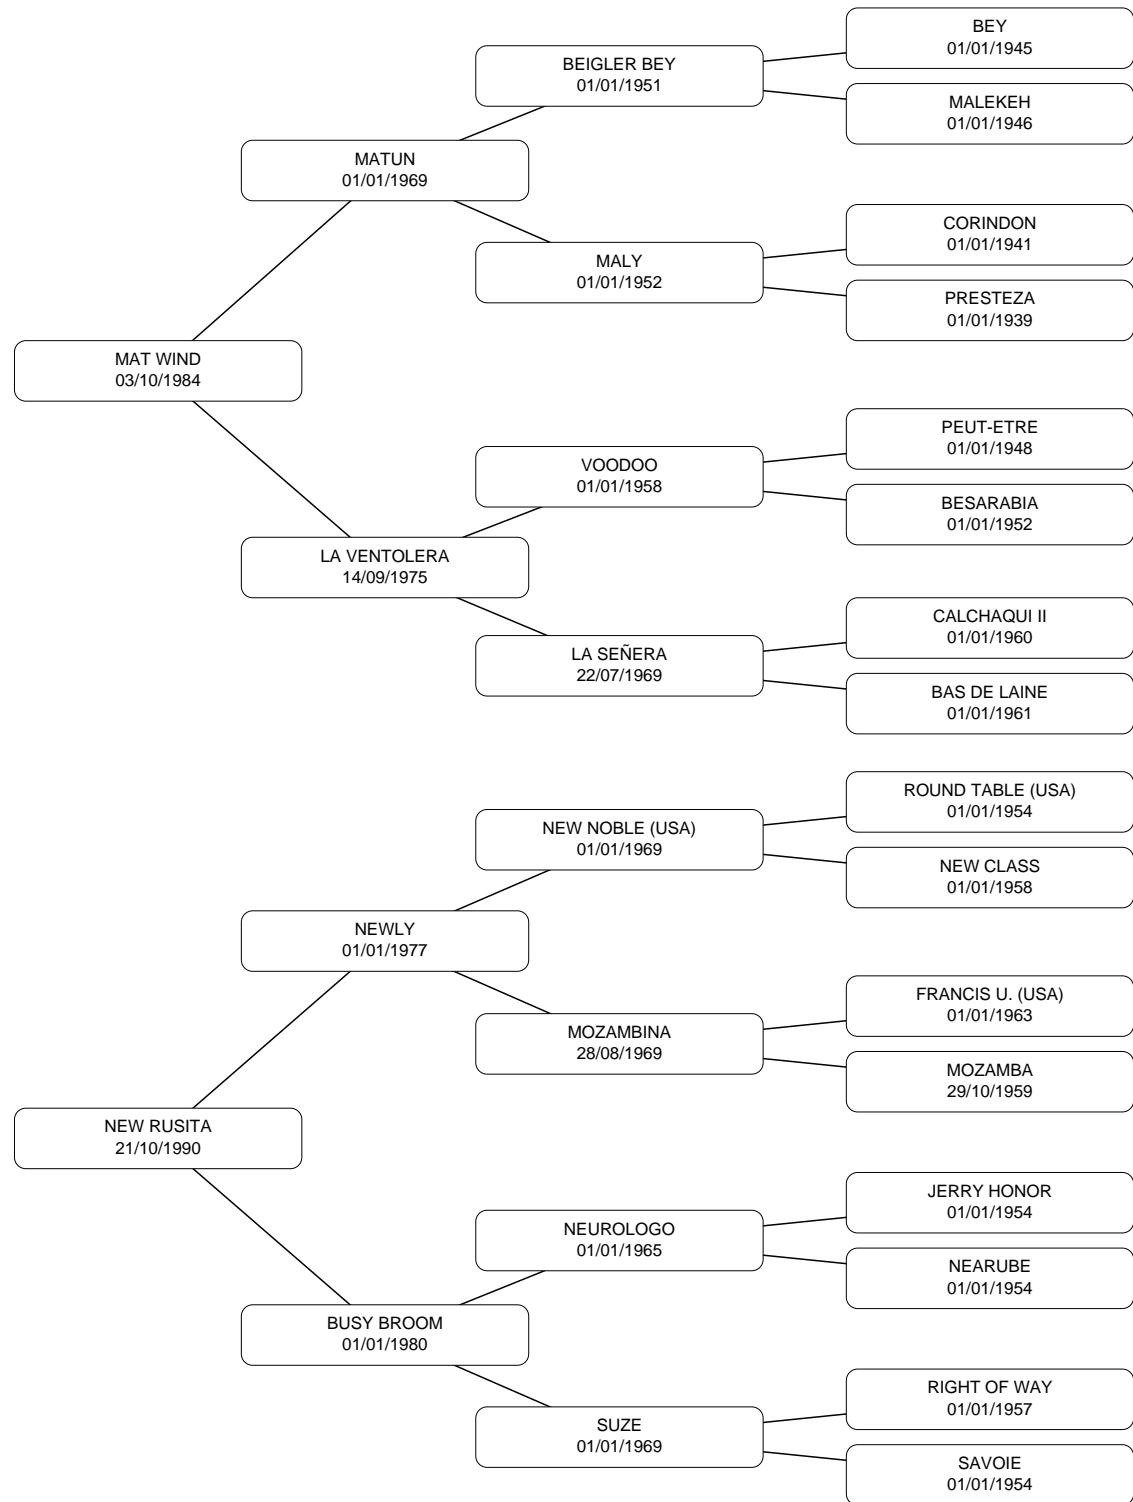 BEY
01/01/1945
BEIGLER BEY
01/01/1951
MALEKEH
01/01/1946
MATUN
01/01/1969
CORINDON
01/01/1941
MALY
01/01/1952
PRESTEZA
01/01/1939
MAT WIND
03/10/1984
PEUT-ETRE
01/01/1948
VOODOO
01/01/1958
BESARABIA
01/01/1952
LA VENTOLERA
14/09/1975
CALCHAQUI II
01/01/1960
LA SEÑERA
22/07/1969
BAS DE LAINE
01/01/1961
ROUND TABLE (USA)
01/01/1954
NEW NOBLE (USA)
01/01/1969
NEW CLASS
01/01/1958
NEWLY
01/01/1977
FRANCIS U. (USA)
01/01/1963
MOZAMBINA
28/08/1969
MOZAMBA
29/10/1959
NEW RUSITA
21/10/1990
JERRY HONOR
01/01/1954
NEUROLOGO
01/01/1965
NEARUBE
01/01/1954
BUSY BROOM
01/01/1980
RIGHT OF WAY
01/01/1957
SUZE
01/01/1969
SAVOIE
01/01/1954